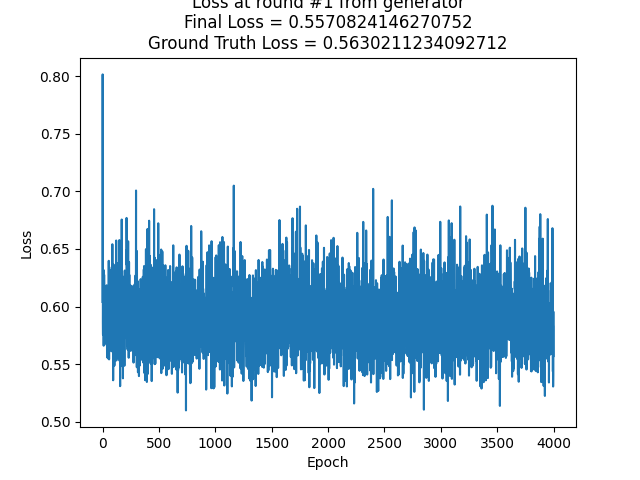 Loss at round #1 from generator
Final Loss = 0.5570824146270752
Ground Truth Loss = 0.5630211234092712
0.80
0.75
0.70
0.65
0.60
0.55
0.50
Loss
0 500 1000 1500 2000 2500 3000 3500 4000
Epoch